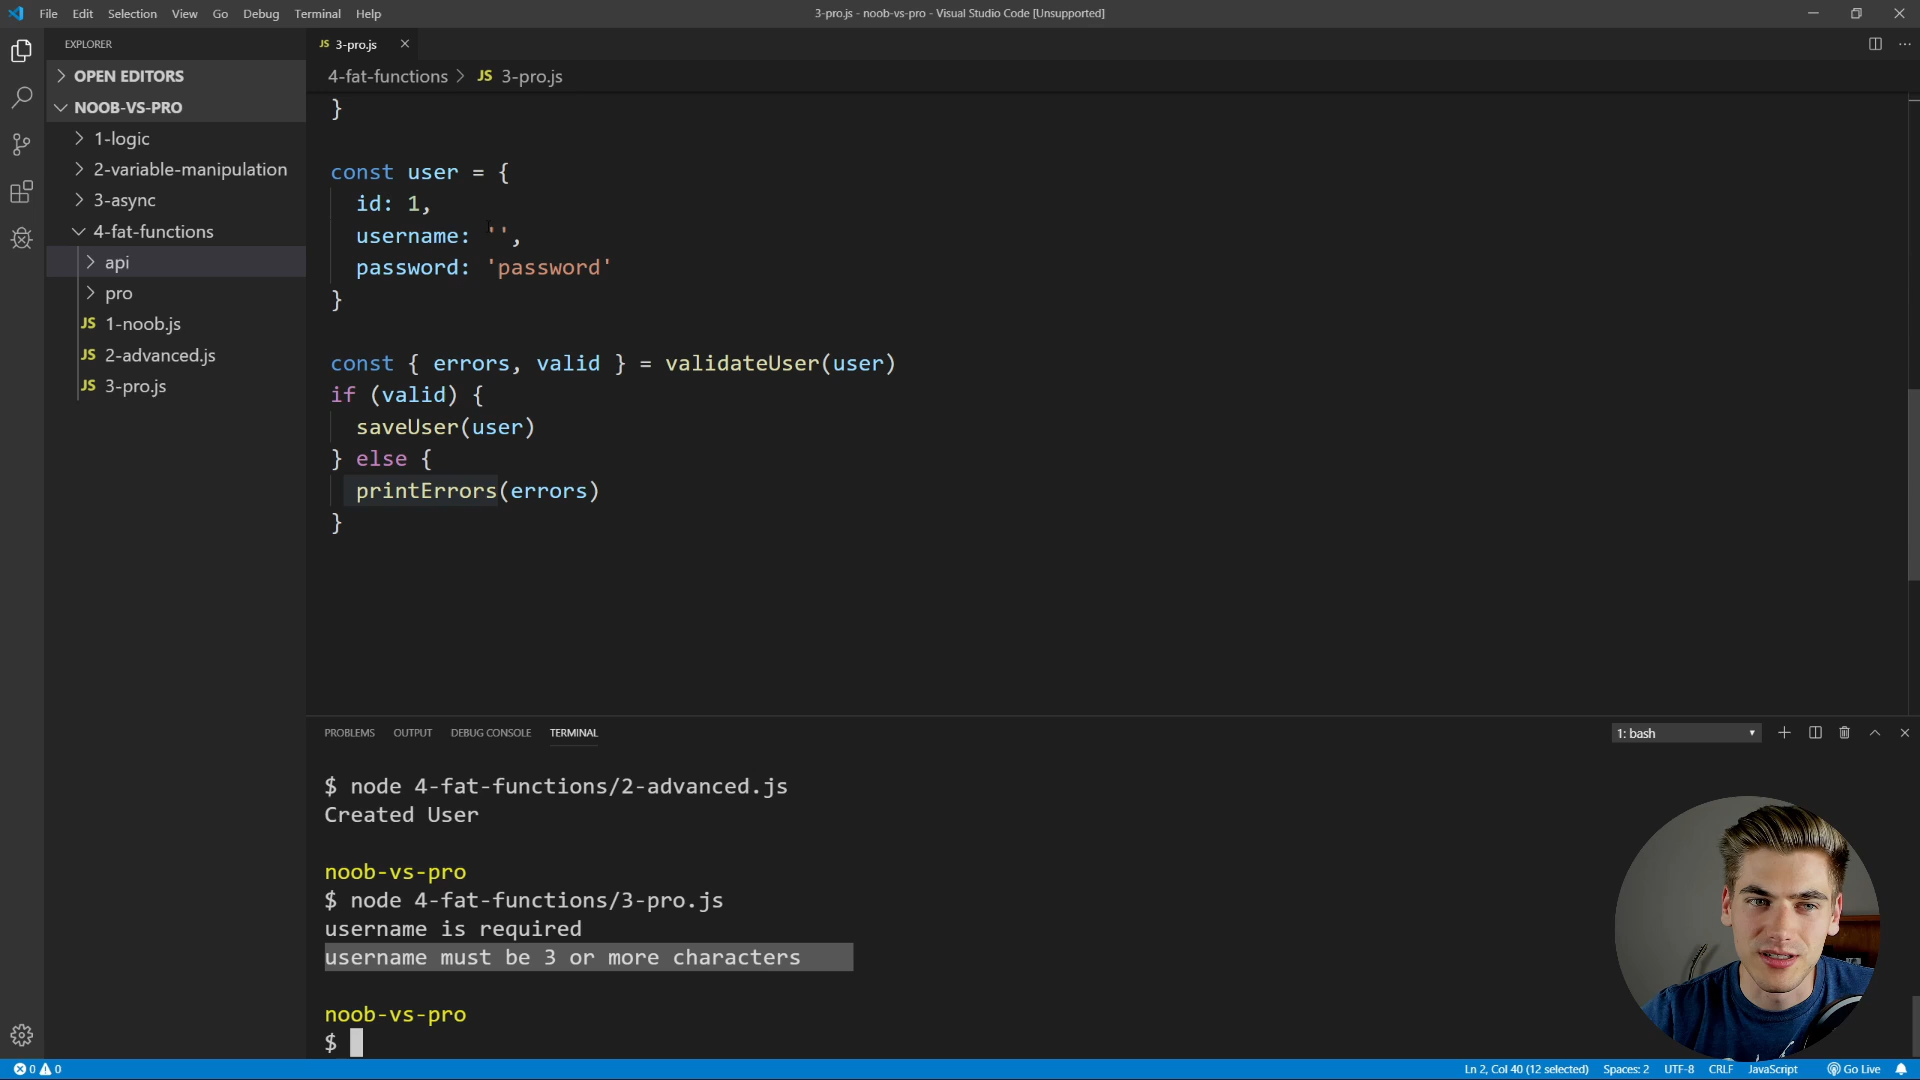 File Edit Selection View Go Debug Terminal Help
3-pro.js - noob-vs-pro - Visual Studio Code [Unsupported]
EXPLORER
JS 3-pro.js
OPEN EDITORS
4-fat-functions JS 3-pro.js
NOOB-VS-PRO
1-logic
2-variable-manipulation
3-async
4-fat-functions
api
pro
JS 1-noob.js
JS 2-advanced.js
JS 3-pro.js
}
const user = {
id: 1,
username: '',
password: 'password'
}
const { errors, valid } = validateUser(user)
if (valid) {
saveUser(user)
} else {
printErrors(errors)
}
PROBLEMS OUTPUT DEBUG CONSOLE TERMINAL
1: bash
$ node 4-fat-functions/2-advanced.js
Created User
noob-vs-pro
$ node 4-fat-functions/3-pro.js
username is required
username must be 3 or more characters
noob-vs-pro
$
0 0
Ln 2, Col 40 (12 selected) Spaces: 2 UTF-8 CRLF JavaScript Go Live